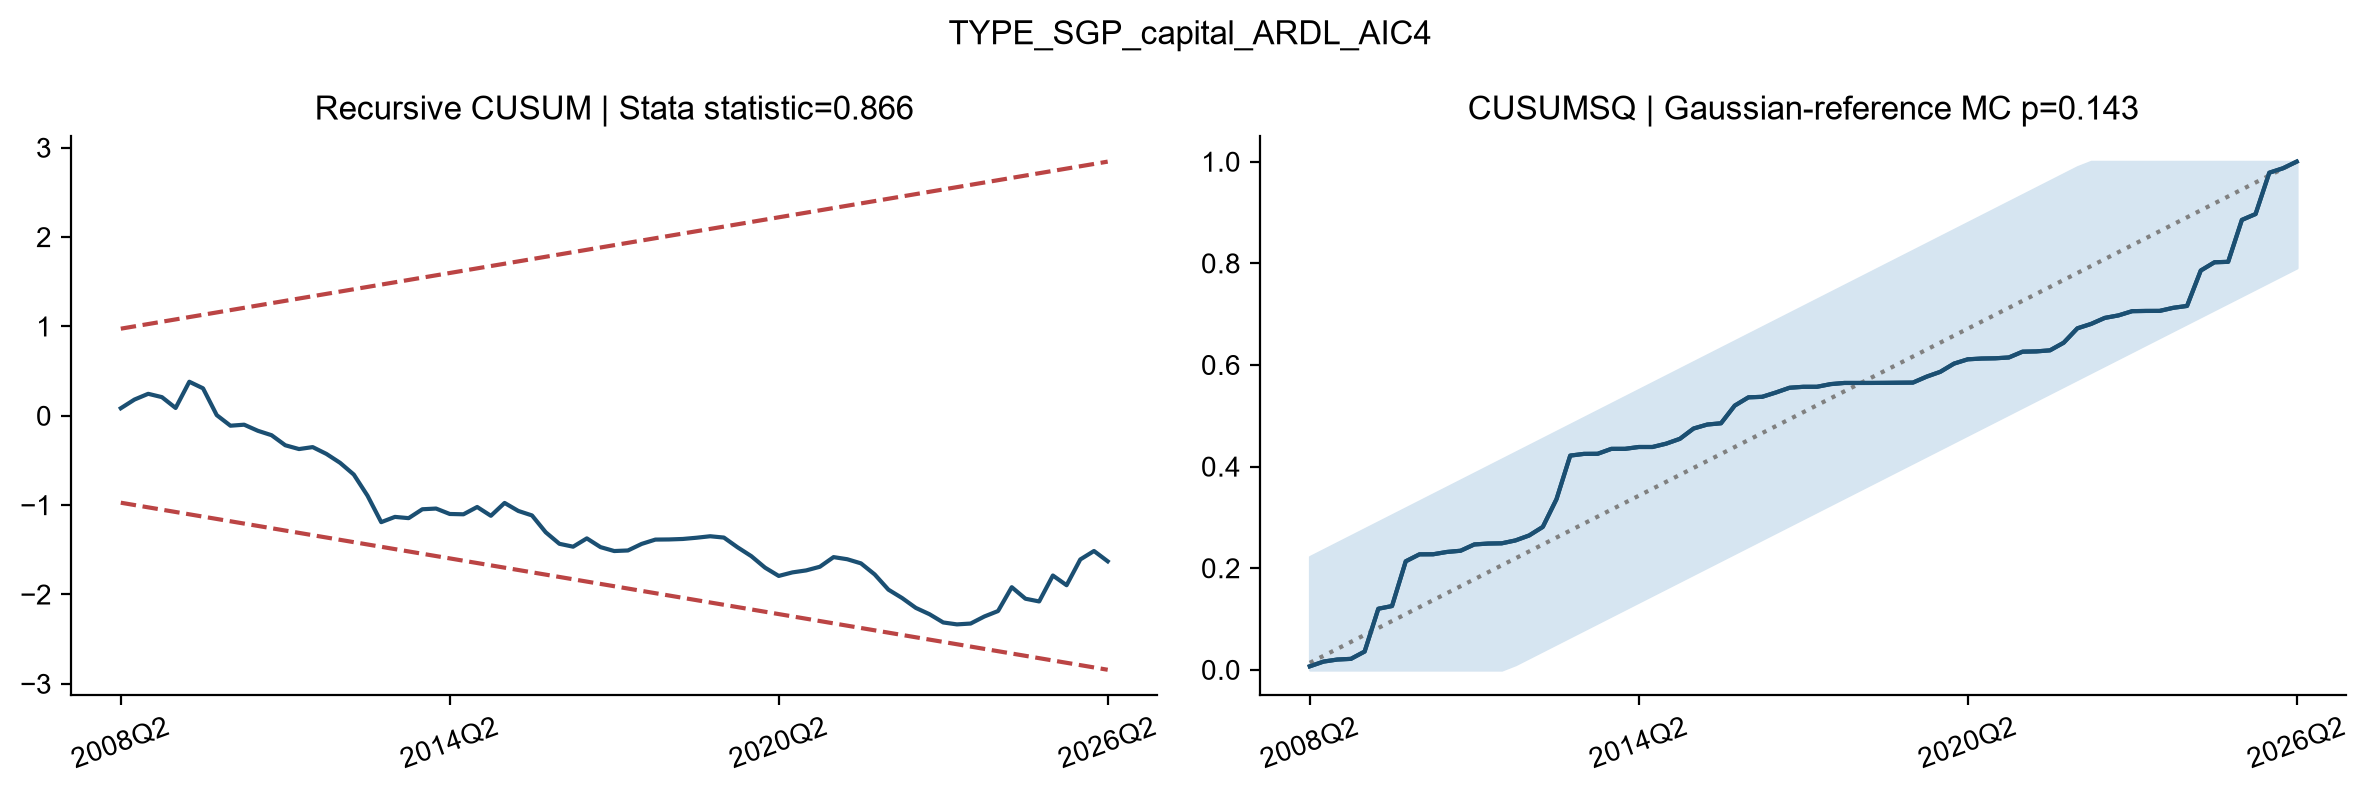 TYPE_SGP_capital_ARDL_AIC4
Recursive CUSUM | Stata statistic=0.866
3
2
1
0
−1
−2
−3
2008Q2
2014Q2
2020Q2
2026Q2
CUSUMSQ | Gaussian-reference MC p=0.143
1.0
0.8
0.6
0.4
0.2
0.0
2008Q2
2014Q2
2020Q2
2026Q2